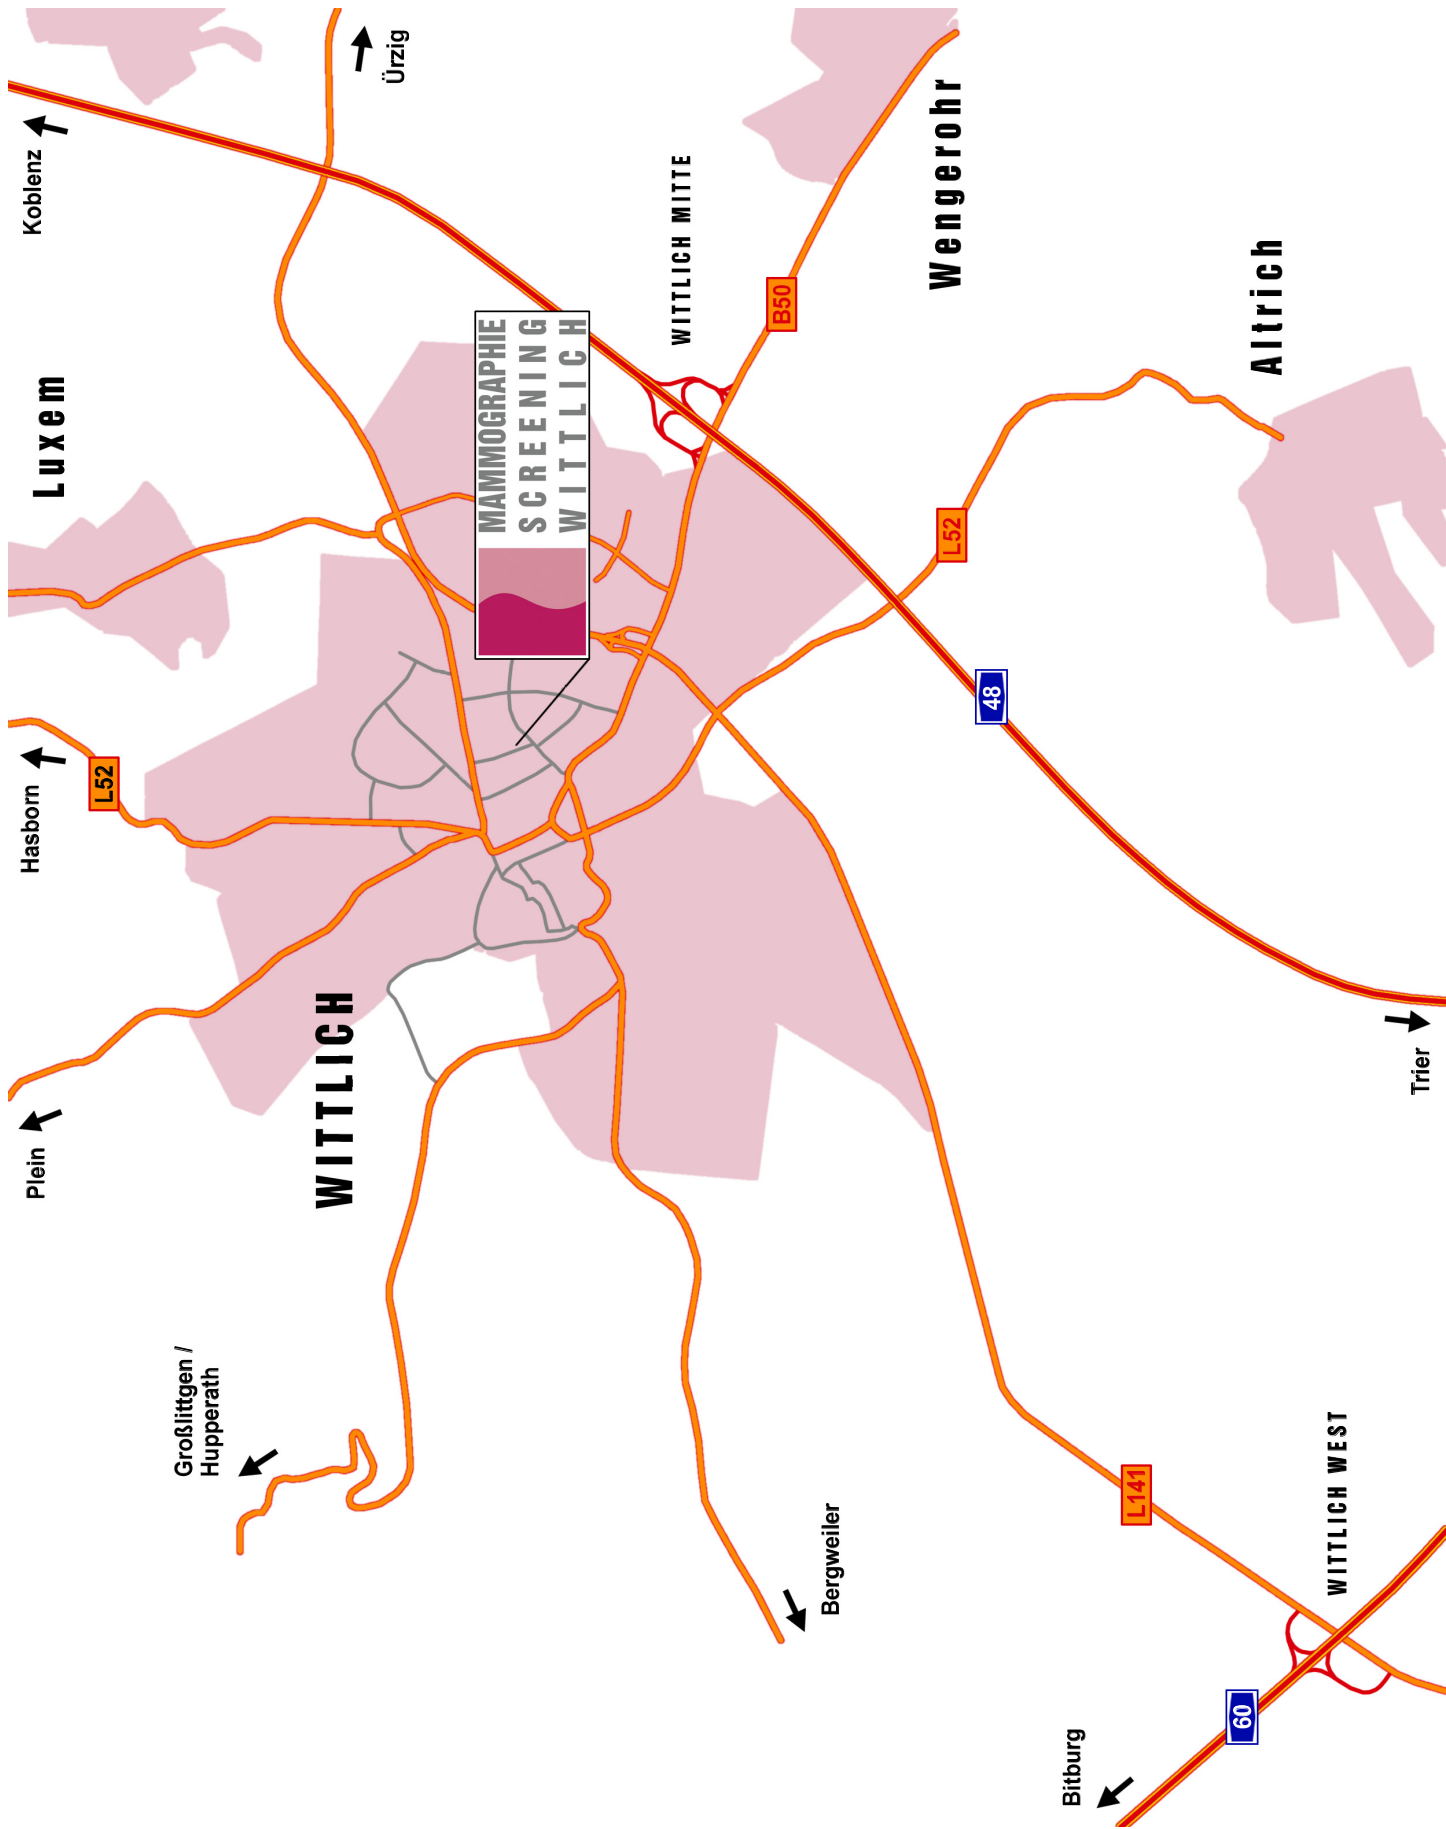 Bitburg
60
WITTLICH WEST
L141
Großlittgen /
Hupperath
Bergweiler
Plein
WITTLICH
Trier
Hasborn
L52
48
Luxem
MAMMOGRAPHIE
SCREENING
WITTLICH
L52
Altrich
WITTLICH MITTE
B50
Wengerohr
Koblenz
Ürzig